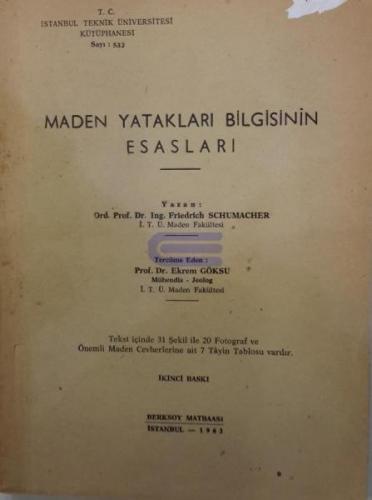 T. C.
İSTANBUL TEKNİK ÜNİVERSİTESİ
KÜTÜPHANESİ
Sayı : 533
MADEN YATAKLARI BİLGİSİNİN
ESASLARI
Yazan :
Ord. Prof. Dr. Ing. Friedrich SCHUMACHER
İ. T. Ü. Maden Fakültesi
Tercüme Eden :
Prof. Dr. Ekrem GÖKSU
Mühendis - Jeolog
İ. T. Ü. Maden Fakültesi
Tekst içinde 31 Şekil ile 20 Fotograf ve
Önemli Maden Cevherlerine ait 7 Tâyin Tablosu vardır.
İKİNCİ BASKI
BERKSOY MATBAASI
İSTANBUL — 1963